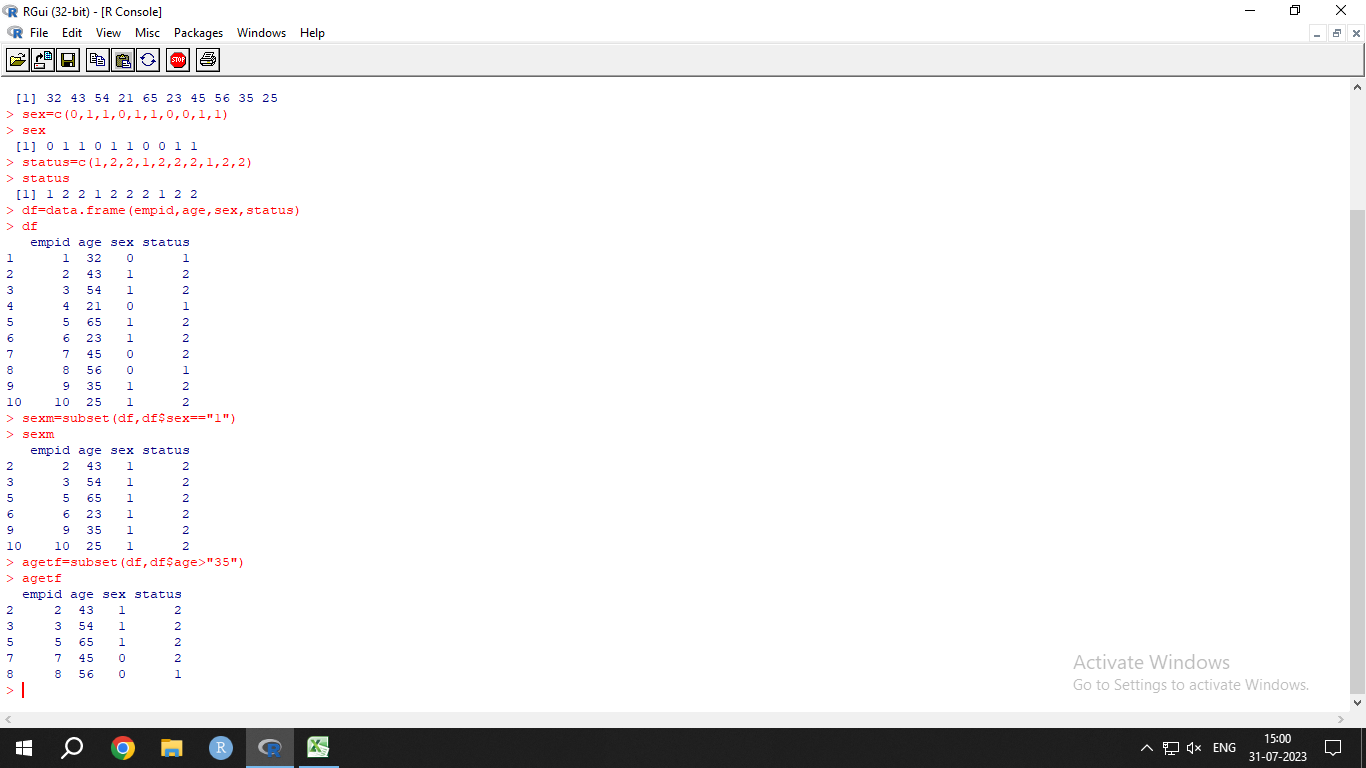 RGui (32-bit) - [R Console]
File Edit View Misc Packages Windows Help
STOP
[1] 32 43 54 21 65 23 45 56 35 25
> sex=c(0,1,1,0,1,1,0,0,1,1)
> sex
[1] 0 1 1 0 1 1 0 0 1 1
> status=c(1,2,2,1,2,2,2,1,2,2)
> status
[1] 1 2 2 1 2 2 2 1 2 2
> df=data.frame(empid,age,sex,status)
> df
empid age sex status
1 1 32 0 1
2 2 43 1 2
3 3 54 1 2
4 4 21 0 1
5 5 65 1 2
6 6 23 1 2
7 7 45 0 2
8 8 56 0 1
9 9 35 1 2
10 10 25 1 2
> sexm=subset(df,df$sex=="1")
> sexm
empid age sex status
2 2 43 1 2
3 3 54 1 2
5 5 65 1 2
6 6 23 1 2
9 9 35 1 2
10 10 25 1 2
> agetf=subset(df,df$age>"35")
> agetf
empid age sex status
2 2 43 1 2
3 3 54 1 2
5 5 65 1 2
7 7 45 0 2
8 8 56 0 1
>
Activate Windows
Go to Settings to activate Windows.
R
ENG
15:00
31-07-2023